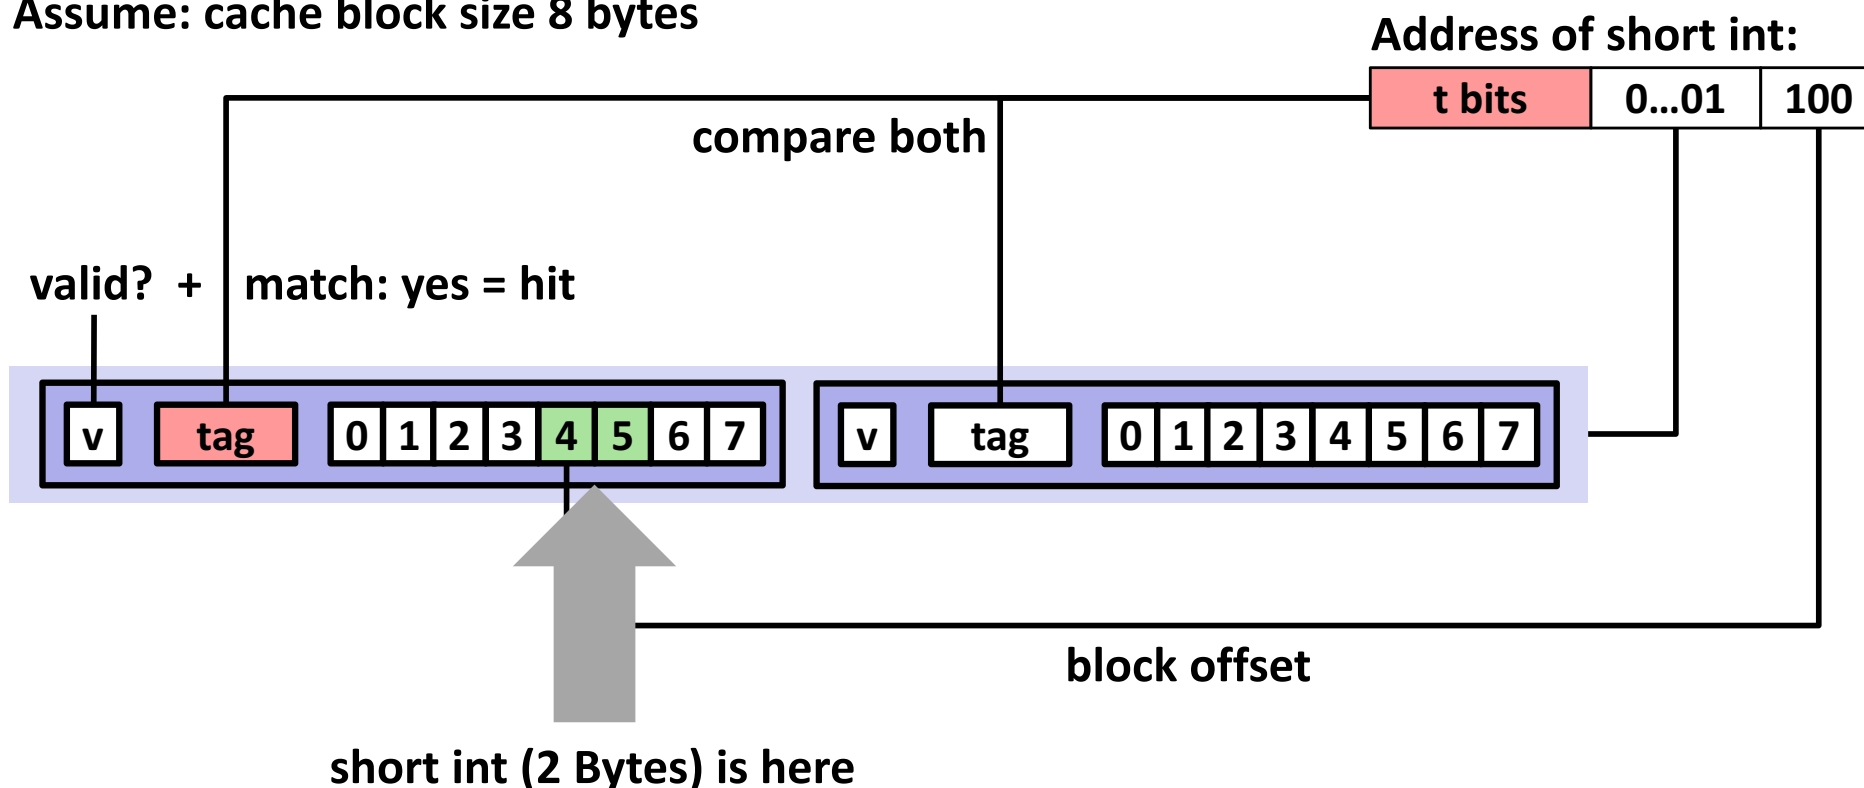 Assume: cache block size 8 bytes
Address of short int:
t bits 0...01 100
compare both
valid? + match: yes = hit
v tag 0 1 2 3 4 5 6 7 v tag 0 1 2 3 4 5 6 7
block offset
short int (2 Bytes) is here